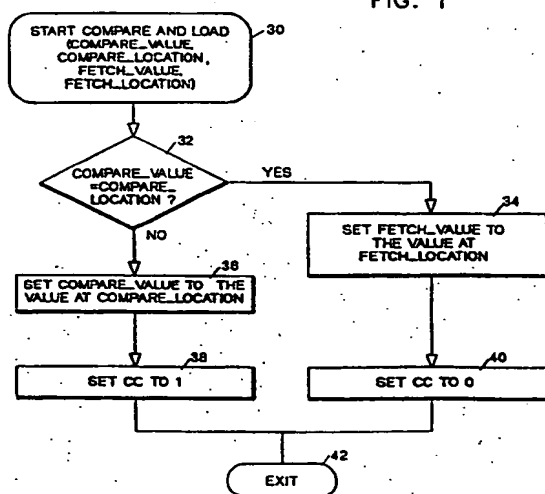 FIG. 1
START COMPARE AND LOAD
(COMPARE_VALUE,
COMPARE_LOCATION,
FETCH_VALUE,
FETCH_LOCATION)
30
32
COMPARE_VALUE
=COMPARE_
LOCATION ?
YES
NO
34
SET FETCH_VALUE TO
THE VALUE AT
FETCH_LOCATION
38
SET COMPARE_VALUE TO THE
VALUE AT COMPARE_LOCATION
38
SET CC TO 1
40
SET CC TO 0
42
EXIT